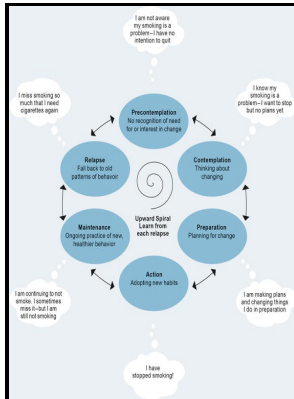 I am not aware
my smoking is a
problem–I have no
intention to quit
I miss smoking so
much that I need
cigarettes again
I know my
smoking is a
problem–I want to stop
but no plans yet
Precontemplation
No recognition of need
for or interest in change
Relapse
Fall back to old
patterns of behavior
Contemplation
Thinking about
changing
Upward Spiral
Learn from
each relapse
Maintenance
Ongoing practice of new,
healthier behavior
Preparation
Planning for change
Action
Adopting new habits
I am continuing to not
smoke. I sometimes
miss it–but I am
still not smoking
I am making plans
and changing things
I do in preparation
I have
stopped smoking!